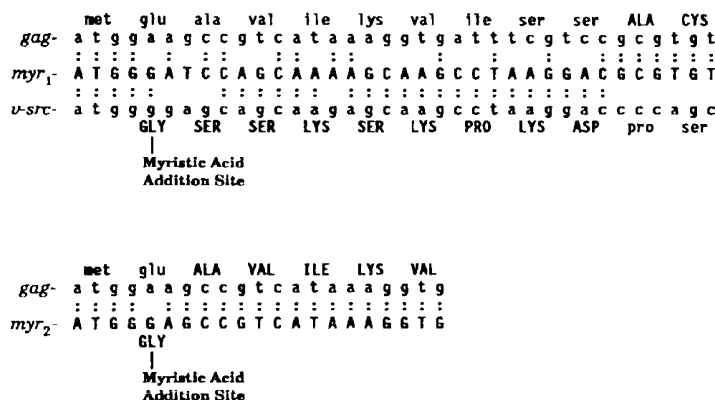 met glu ala val ile lys val ile ser ser ALA CYS
gag- a t g g a a g c c g t c a t a a a g g t g a t t t c g t c c g c g t g t
myr1- A T G G G A T C C A G C A A A A G C A A G C C T A A G G A C G C G T G T
v-src- a t g g g g a g c a g c a a g a g c a a g c c t a a g g a c c c c a g c
GLY SER SER LYS SER LYS PRO LYS ASP pro ser
Myristic Acid
Addition Site
met glu ALA VAL ILE LYS VAL
gag- a t g g a a g c c g t c a t a a a g g t g
myr2- A T G G G A G C C G T C A T A A A G G T G
GLY
Myristic Acid
Addition Site